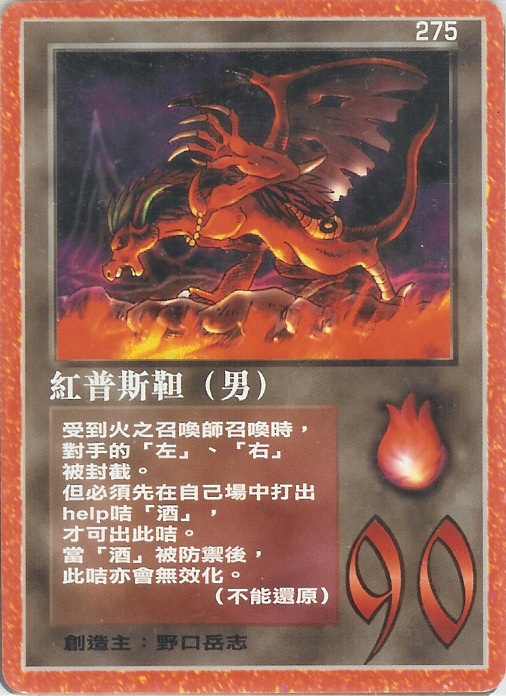 275
紅普斯靼（男）
受到火之召喚師召喚時，
對手的「左」、「右」
被封截。
但必須先在自己場中打出
help咭「酒」，
才可出此咭。
當「酒」被防禦後，
此咭亦會無效化。
（不能還原）
90
創造主：野口岳志